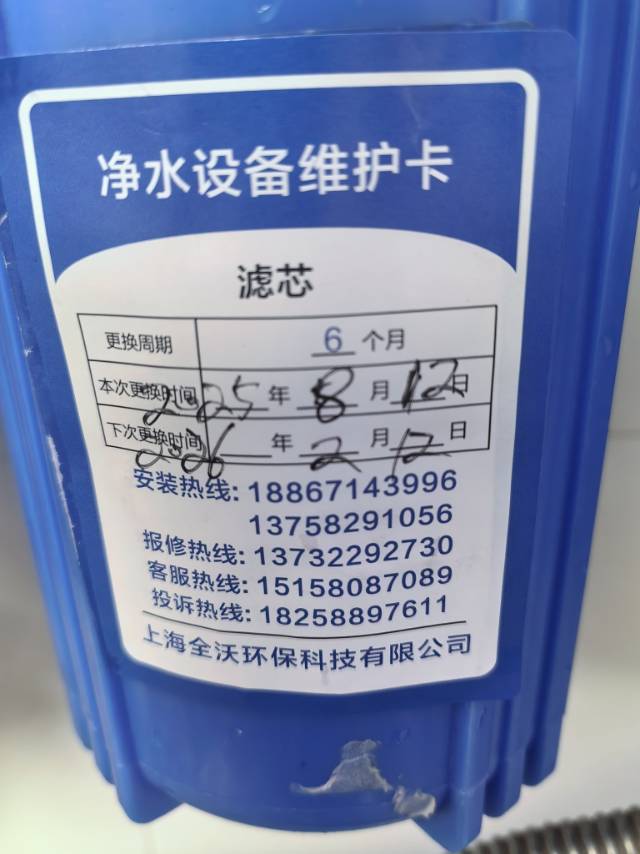 净水设备维护卡
滤芯
更换周期 6 个月
本次更换时间 2025 年 8 月 12 日
下次更换时间 2026 年 2 月 12 日
安装热线: 18867143996
13758291056
报修热线: 13732292730
客服热线: 15158087089
投诉热线: 18258897611
上海全沃环保科技有限公司